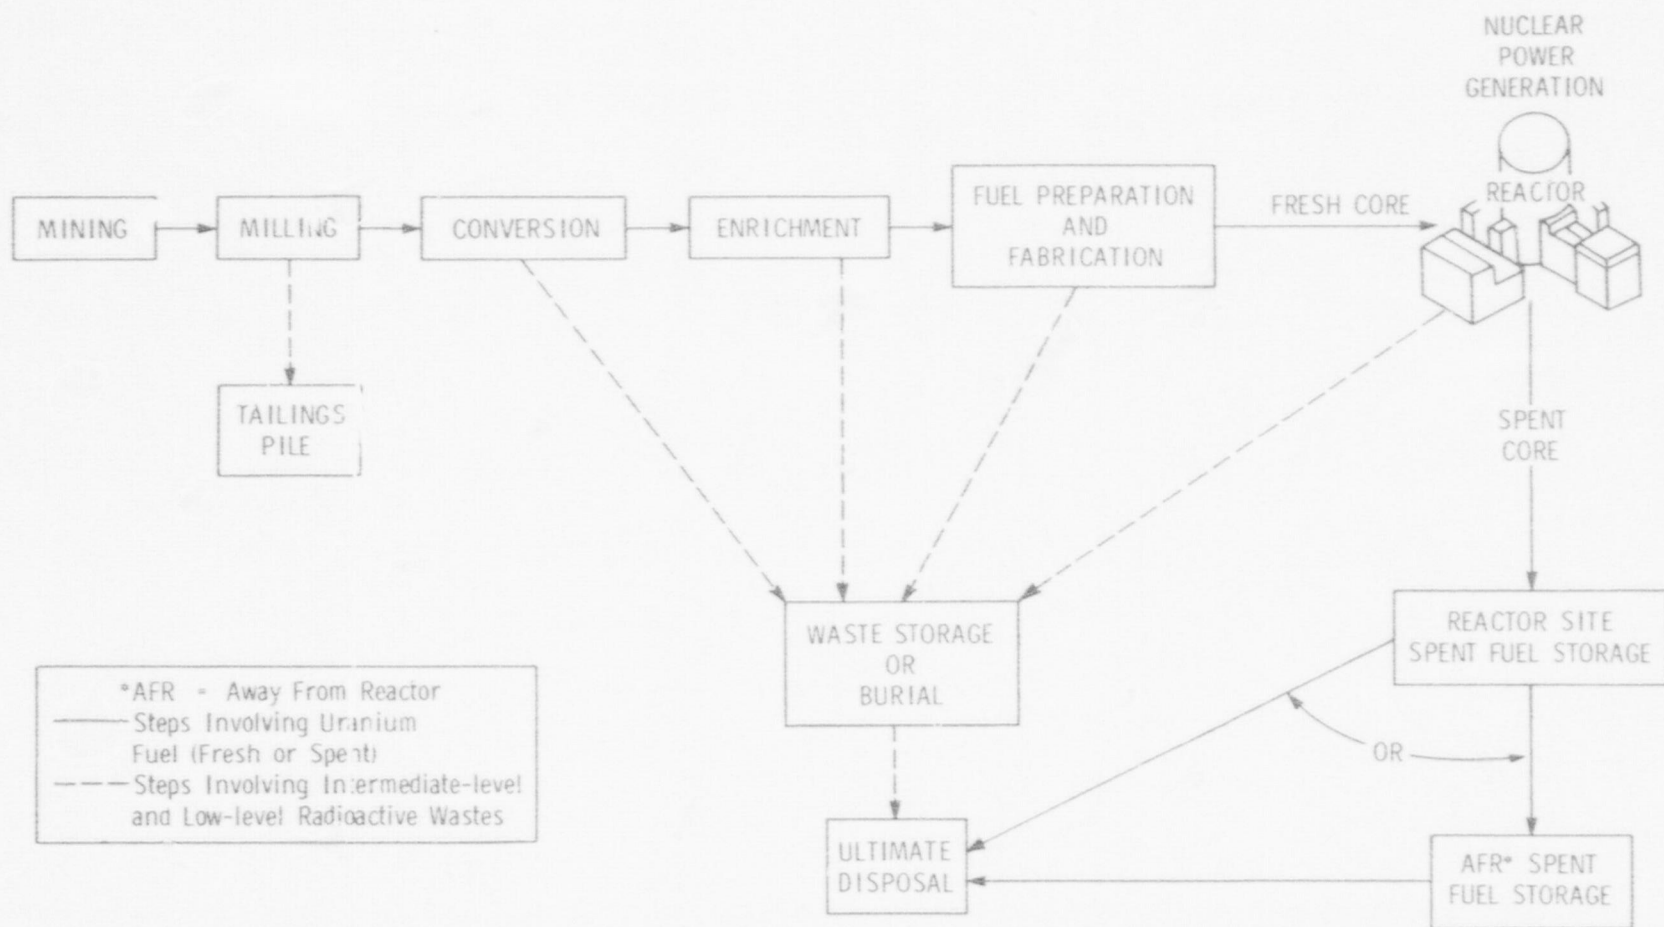 NUCLEAR
POWER
GENERATION
REACTOR
MINING
MILLING
CONVERSION
ENRICHMENT
FUEL PREPARATION
AND
FABRICATION
FRESH CORE
TAILINGS
PILE
SPENT
CORE
WASTE STORAGE
OR
BURIAL
REACTOR SITE
SPENT FUEL STORAGE
OR
ULTIMATE
DISPOSAL
AFR* SPENT
FUEL STORAGE
*AFR - Away From Reactor
Steps Involving Uranium
Fuel (Fresh or Spent)
Steps Involving Intermediate-level
and Low-level Radioactive Wastes